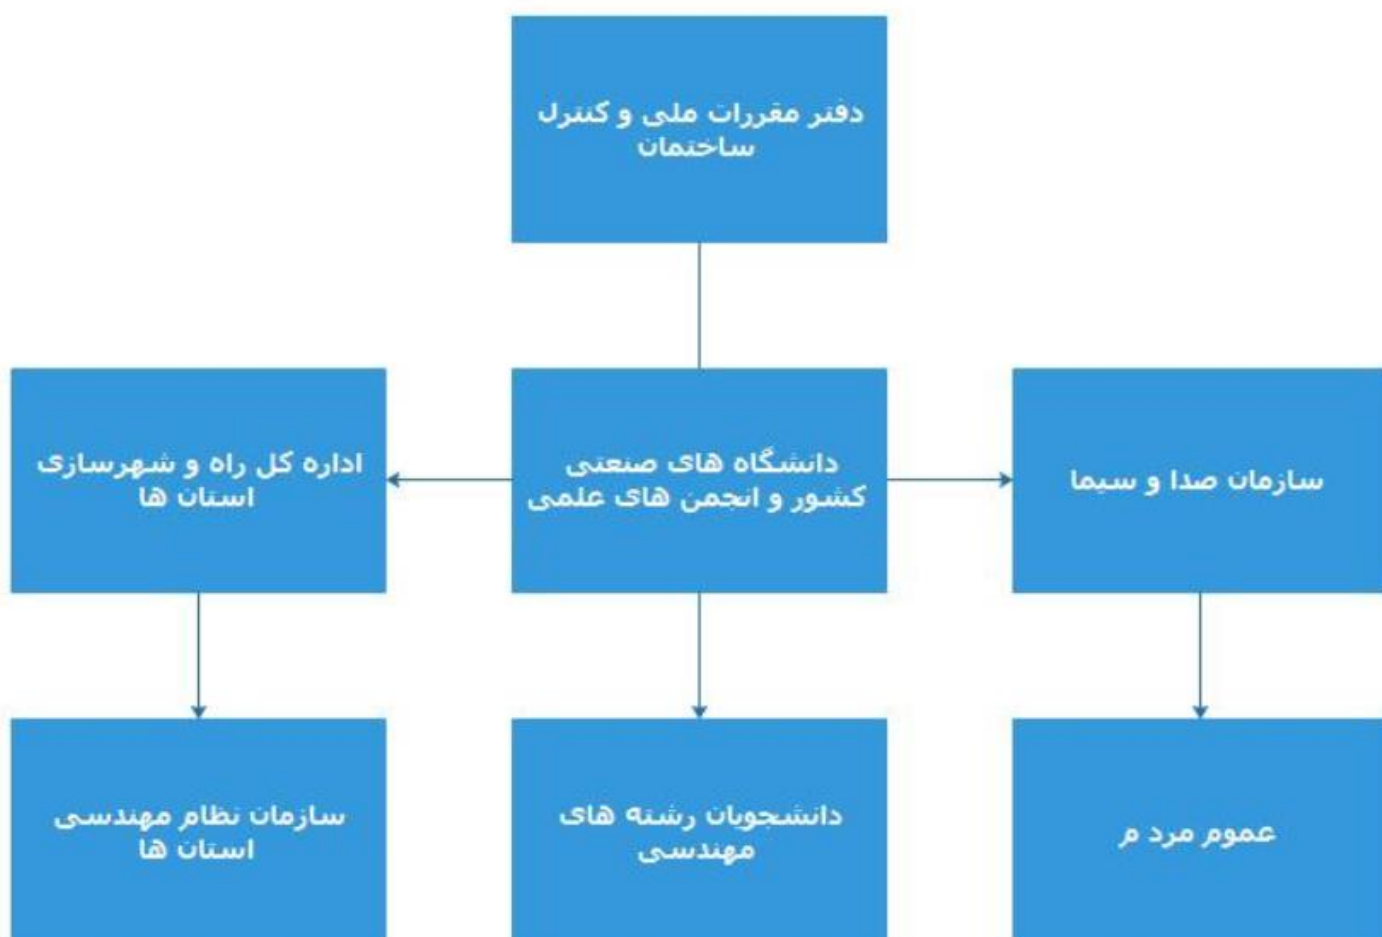 دفتر مقررات ملی و کنترل
ساختمان
سازمان صدا و سیما
دانشگاه های صنعتی
کشور و انجمن های علمی
اداره کل راه و شهرسازی
استان ها
عموم مرد م
دانشجویان رشته های
مهندسی
سازمان نظام مهندسی
استان ها